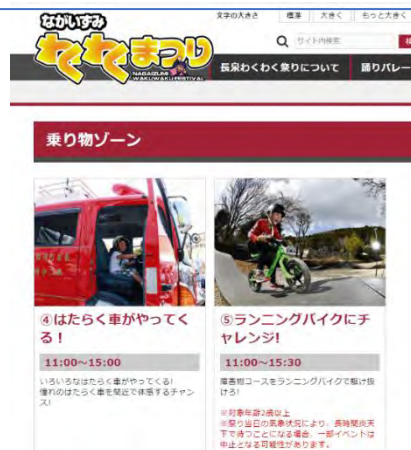 文字の大きさ 標準 大きく もっと大きく
ながいずみ
わくわくまつり
NAGAIZUMI
WAKUWAKU FESTIVAL
サイト内検索
長泉わくわく祭りについて 踊りパレー
乗り物ゾーン
④はたらく車がやってく
る!
11:00～15:00
いろいろなはたらく車がやってくる!
憧れのはたらく車を間近で体感するチャン
ス!
⑤ランニングバイクにチ
ャレンジ!
11:00～15:30
障害物コースをランニングバイクで駆け抜
けろ!
※対象年齢2歳以上
※祭り当日の気象状況により、長時間炎天
下で待つことになる場合、一部イベントは
中止となる可能性があります。